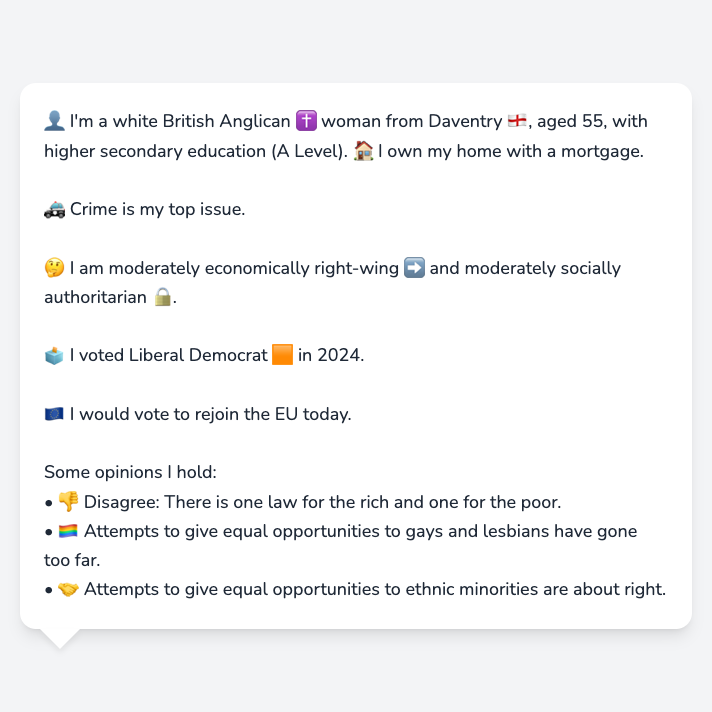 👤 I'm a white British Anglican ✝️ woman from Daventry 🏴󠁧󠁢󠁥󠁮󠁧󠁿, aged 55, with
higher secondary education (A Level). 🏠 I own my home with a mortgage.
🚓 Crime is my top issue.
🤔 I am moderately economically right-wing ➡️ and moderately socially
authoritarian 🔒.
🗳️ I voted Liberal Democrat 🟧 in 2024.
🇪🇺 I would vote to rejoin the EU today.
Some opinions I hold:
• 👎 Disagree: There is one law for the rich and one for the poor.
• 🏳️‍🌈 Attempts to give equal opportunities to gays and lesbians have gone
too far.
• 🤝 Attempts to give equal opportunities to ethnic minorities are about right.